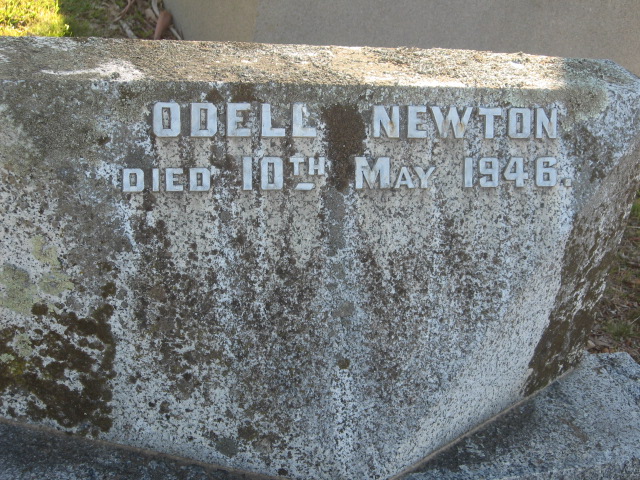 ODELL NEWTON
DIED 10TH MAY 1946.